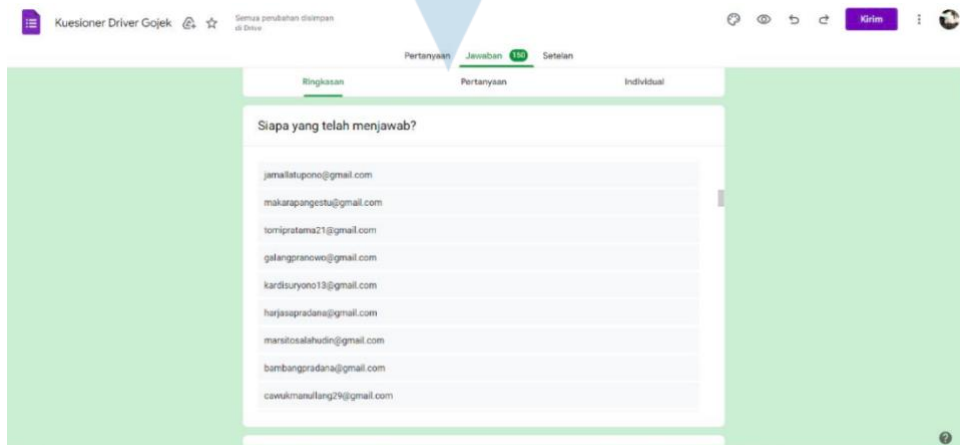 Kuesioner Driver Gojek
Semua perubahan disimpan
di Drive
Kirim
Pertanyaan Jawaban 150 Setelan
Ringkasan Pertanyaan Individual
Siapa yang telah menjawab?
jamallatupono@gmail.com
makarapangestu@gmail.com
torripratama21@gmail.com
galangpranowo@gmail.com
kardisuryono13@gmail.com
harjasapradana@gmail.com
marsitosalahudin@gmail.com
bambangpradana@gmail.com
cawukmanullang29@gmail.com